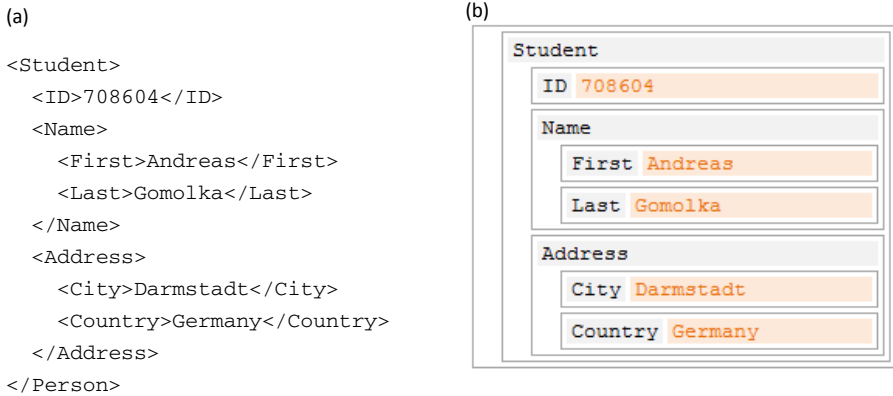 (a)
<Student>
  <ID>708604</ID>
  <Name>
    <First>Andreas</First>
    <Last>Gomolka</Last>
  </Name>
  <Address>
    <City>Darmstadt</City>
    <Country>Germany</Country>
  </Address>
</Person>
(b)
Student
ID 708604
Name
First Andreas
Last Gomolka
Address
City Darmstadt
Country Germany